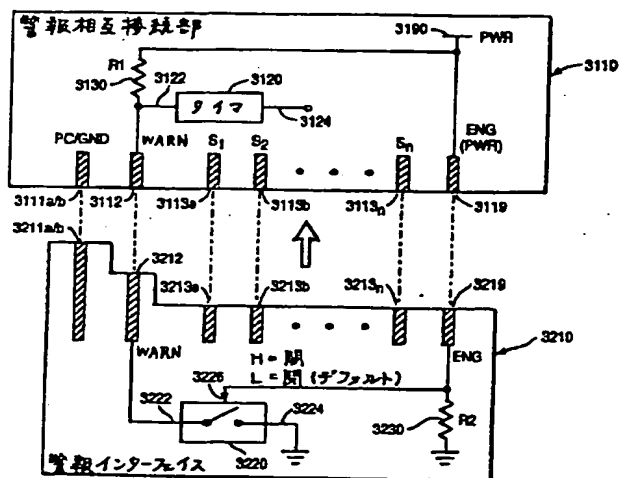 警報相互接続部
3190
PWR
R1
3130
3122
3120
タイマ
3124
3110
PC/GND
WARN
S1
S2
Sn
ENG
(PWR)
3111a/b
3112
3113a
3113b
3113n
3119
3211a/b
3212
3213a
3213b
3213n
3219
3210
WARN
H=開
L=閉(デフォルト)
ENG
3226
3222
3224
3220
3230
R2
警報インターフェイス